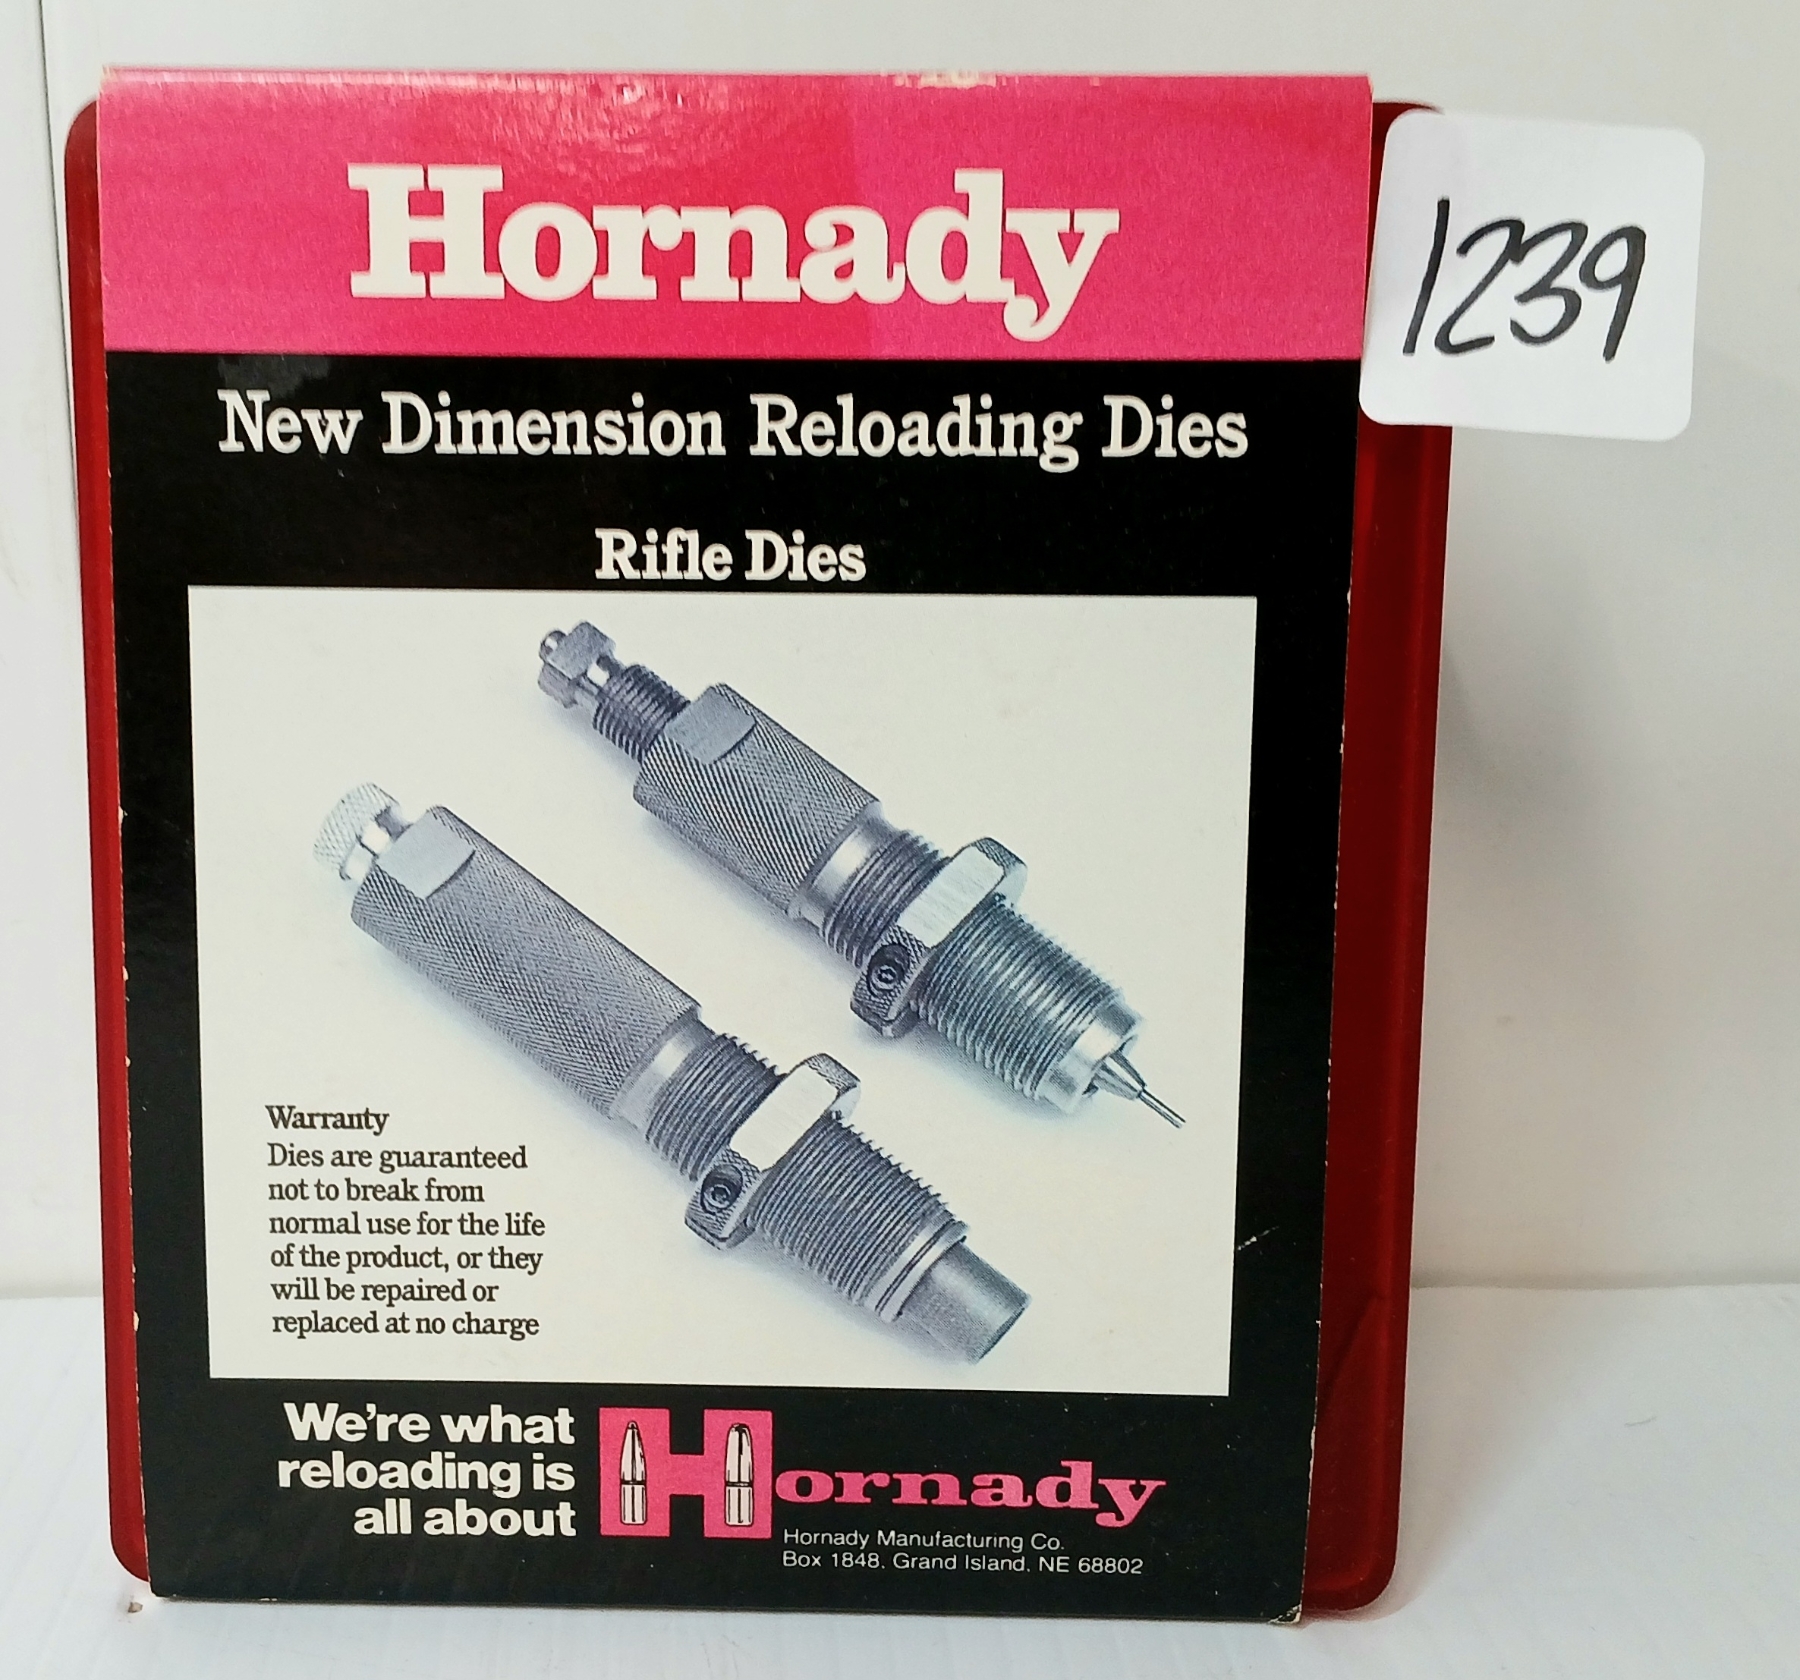 Hornady
1239
New Dimension Reloading Dies
Rifle Dies
Warranty
Dies are guaranteed
not to break from
normal use for the life
of the product, or they
will be repaired or
replaced at no charge
We're what
reloading is
all about
Hornady
Hornady Manufacturing Co.
Box 1848. Grand Island. NE 68802